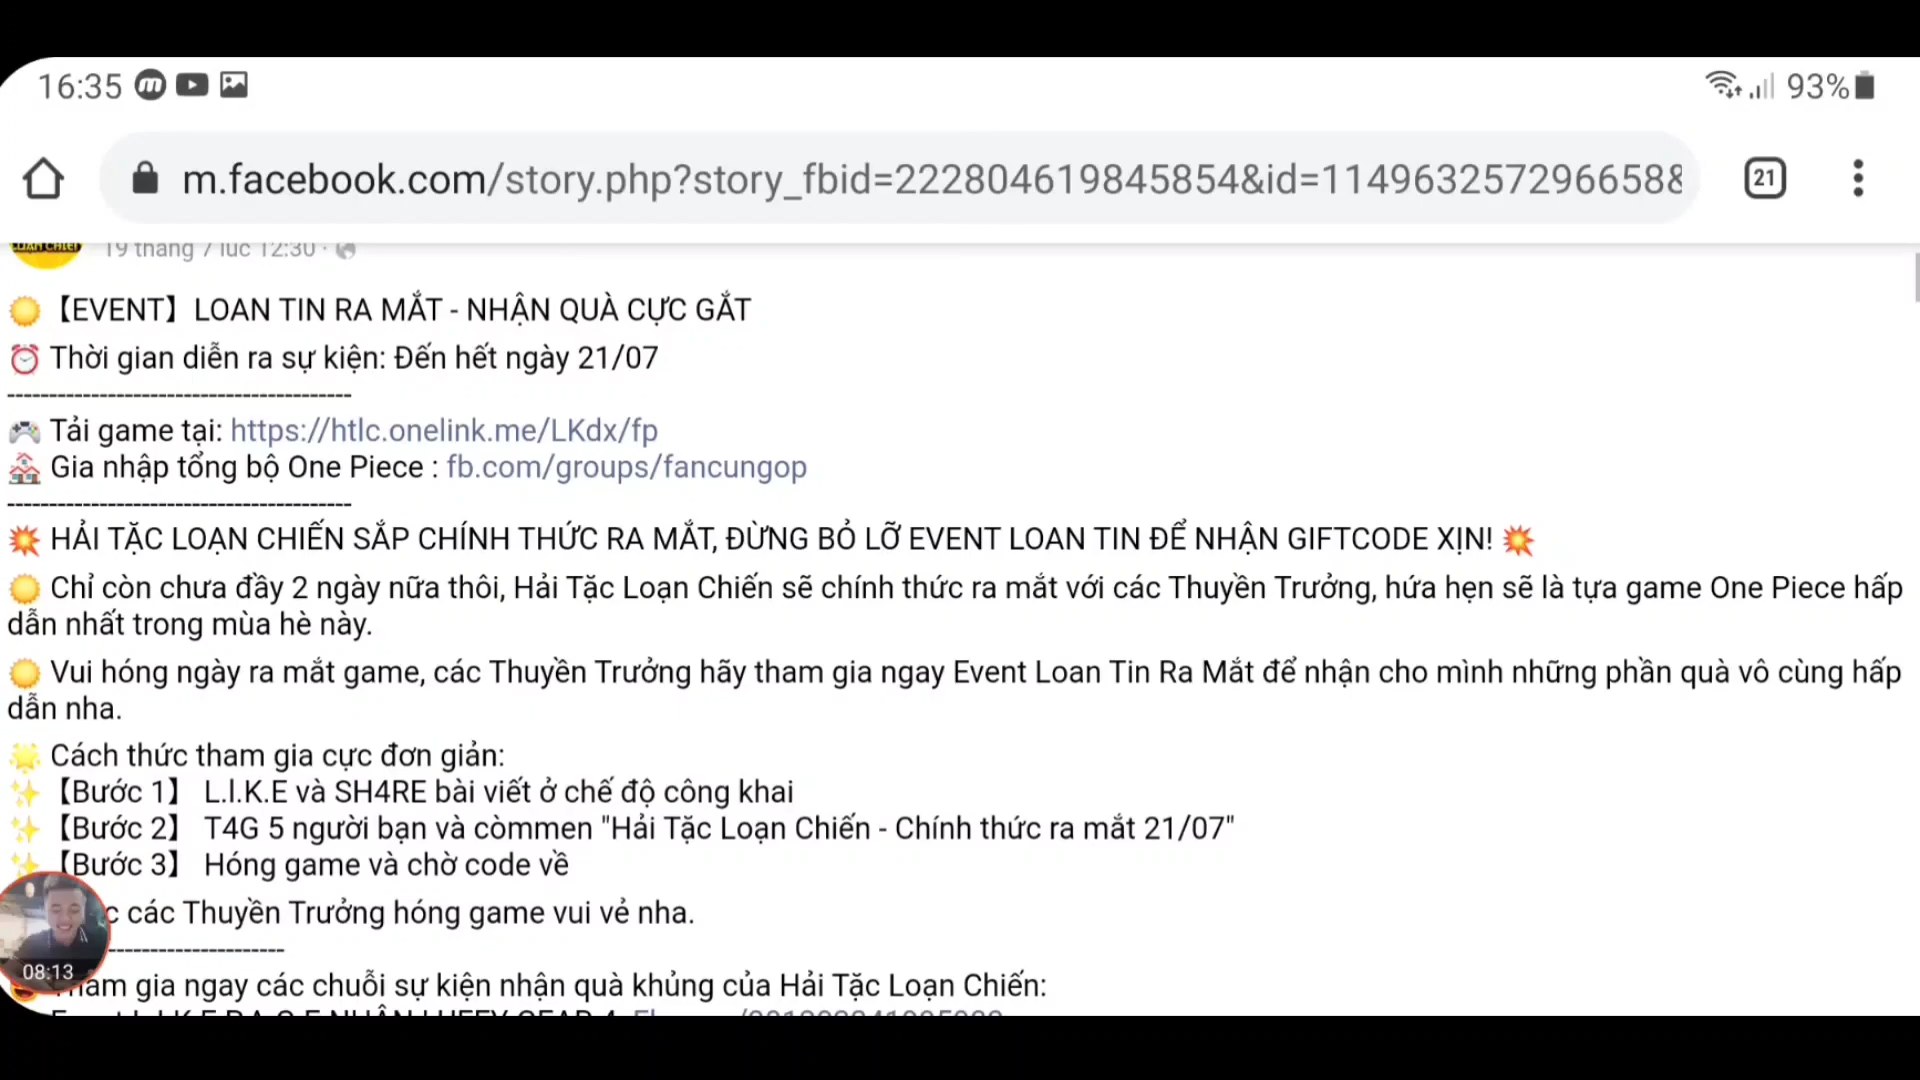 16:35
93%
m.facebook.com/story.php?story_fbid=222804619845854&id=114963257296658&
21
LOẠN CHIẾN
19 tháng 7 lúc 12:30 ·
【EVENT】LOAN TIN RA MẮT - NHẬN QUÀ CỰC GẮT
Thời gian diễn ra sự kiện: Đến hết ngày 21/07
-----------------------------------------
Tải game tại: https://htlc.onelink.me/LKdx/fp
Gia nhập tổng bộ One Piece : fb.com/groups/fancungop
-----------------------------------------
HẢI TẶC LOẠN CHIẾN SẮP CHÍNH THỨC RA MẮT, ĐỪNG BỎ LỠ EVENT LOAN TIN ĐỂ NHẬN GIFTCODE XỊN!
Chỉ còn chưa đầy 2 ngày nữa thôi, Hải Tặc Loạn Chiến sẽ chính thức ra mắt với các Thuyền Trưởng, hứa hẹn sẽ là tựa game One Piece hấp
dẫn nhất trong mùa hè này.
Vui hóng ngày ra mắt game, các Thuyền Trưởng hãy tham gia ngay Event Loan Tin Ra Mắt để nhận cho mình những phần quà vô cùng hấp
dẫn nha.
Cách thức tham gia cực đơn giản:
【Bước 1】 L.I.K.E và SH4RE bài viết ở chế độ công khai
【Bước 2】 T4G 5 người bạn và còmmen "Hải Tặc Loạn Chiến - Chính thức ra mắt 21/07"
【Bước 3】 Hóng game và chờ code về
c các Thuyền Trưởng hóng game vui vẻ nha.
---------------------
08:13
Tham gia ngay các chuỗi sự kiện nhận quà khủng của Hải Tặc Loạn Chiến: